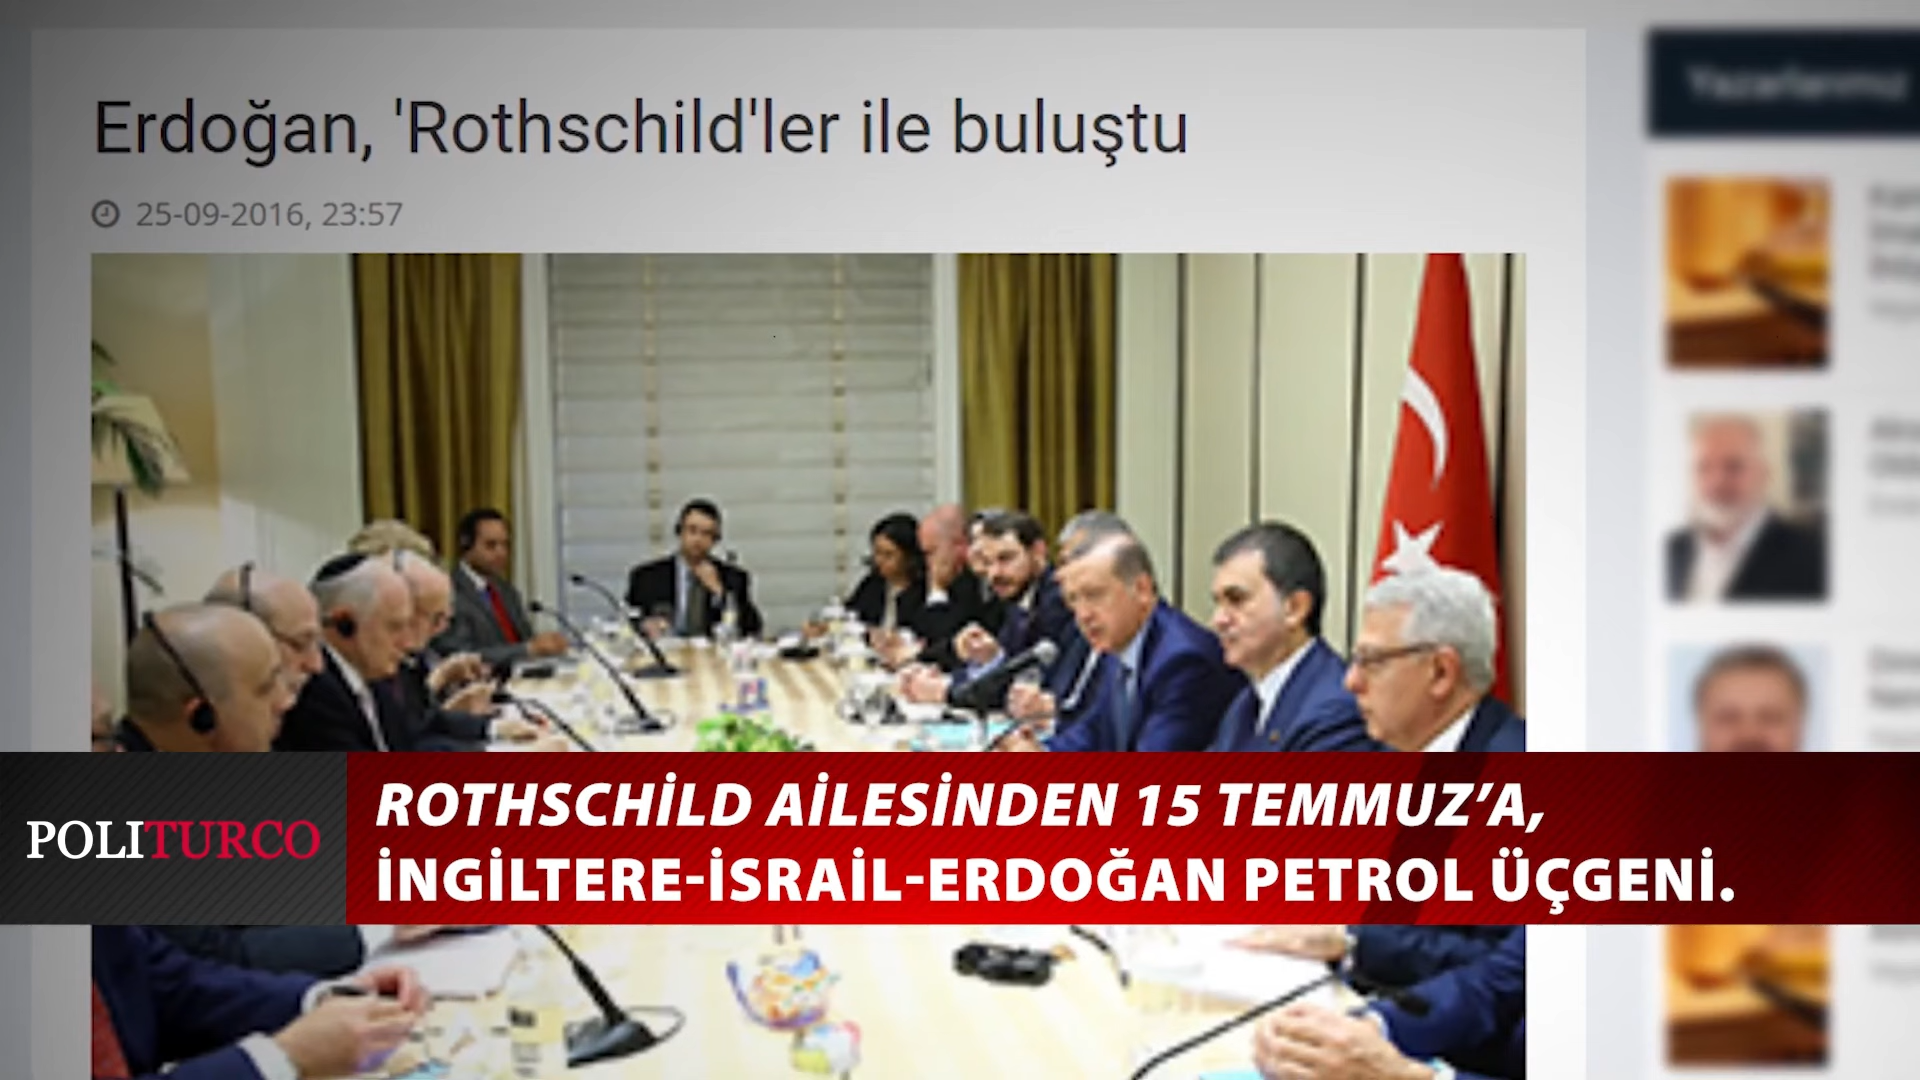 Erdoğan, 'Rothschild'ler ile buluştu
25-09-2016, 23:57
Yazarlarımız
POLITURCO
ROTHSCHİLD AİLESİNDEN 15 TEMMUZ’A,
İNGİLTERE-İSRAİL-ERDOĞAN PETROL ÜÇGENİ.